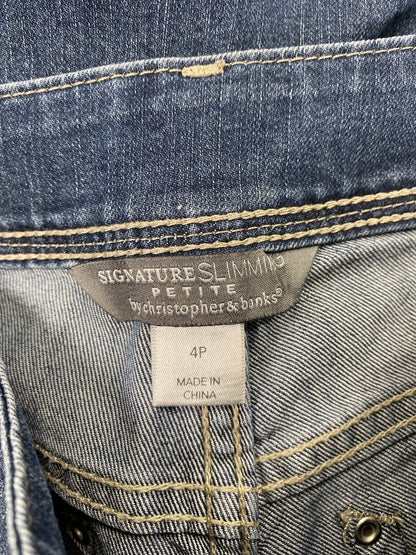 SIGNATURE SLIMMING
PETITE
by christopher & banks®
4P
MADE IN
CHINA